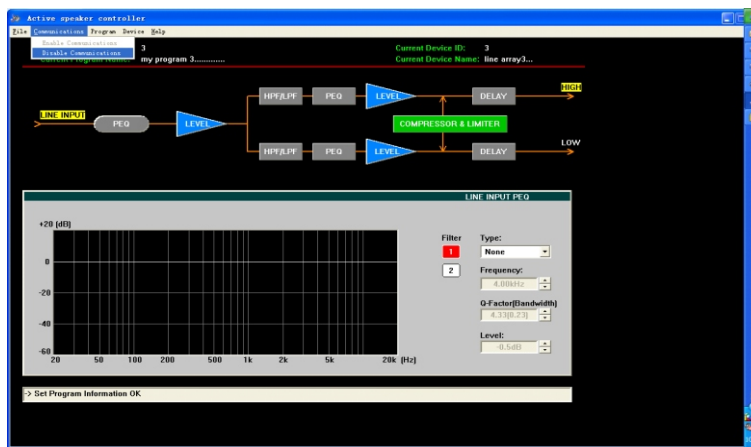 Active speaker controller
File Communications Program Device Help
Enable Communications
Disable Communications
3
Current Program Name: my program 3............
Current Device ID: 3
Current Device Name: line array3...
LINE INPUT
PEQ
LEVEL
HPF/LPF
PEQ
LEVEL
DELAY
HIGH
COMPRESSOR & LIMITER
HPF/LPF
PEQ
LEVEL
DELAY
LOW
LINE INPUT PEQ
+20 (dB)
0
-20
-40
-60
20 50 100 200 500 1k 2k 5k 20k (Hz)
Filter
1
2
Type:
None
Frequency:
4.00kHz
Q-Factor(Bandwidth)
4.33(0.23)
Level:
-0.5dB
-> Set Program Information OK